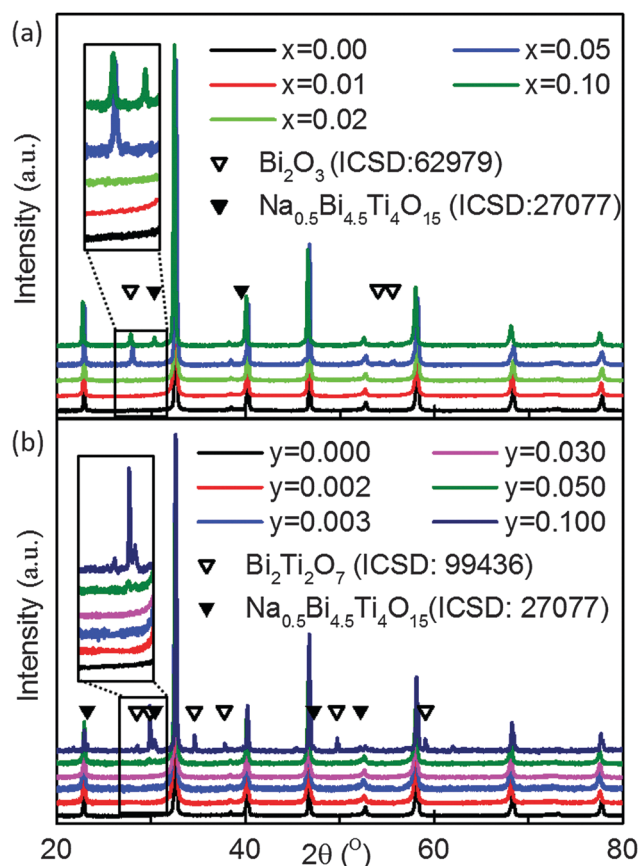 (a)
x=0.00 x=0.05
x=0.01 x=0.10
x=0.02
▽ Bi₂O₃ (ICSD:62979)
▼ Na₀.₅Bi₄.₅Ti₄O₁₅ (ICSD:27077)
Intensity (a.u.)
(b)
y=0.000 y=0.030
y=0.002 y=0.050
y=0.003 y=0.100
▽ Bi₂Ti₂O₇ (ICSD: 99436)
▼ Na₀.₅Bi₄.₅Ti₄O₁₅(ICSD: 27077)
Intensity (a.u.)
20 40 60 80
2θ (°)